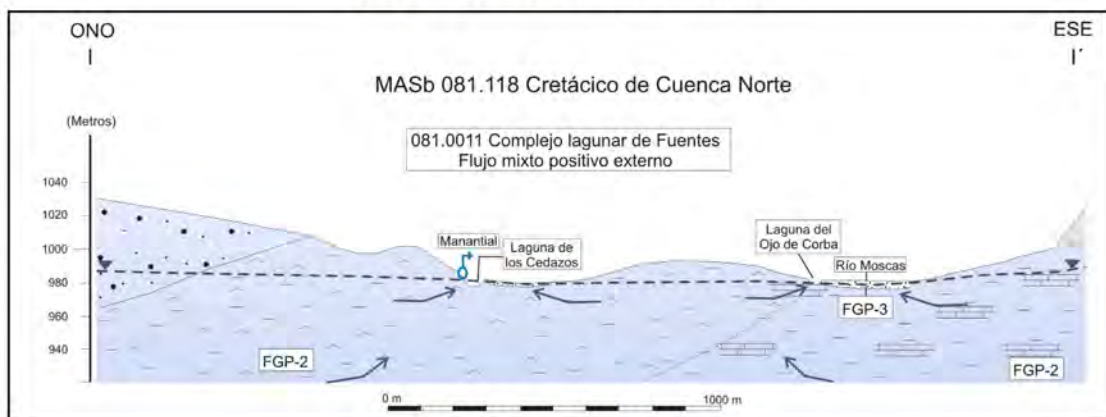 ONO
ESE
I
I´
MASb 081.118 Cretácico de Cuenca Norte
(Metros)
081.0011 Complejo lagunar de Fuentes
Flujo mixto positivo externo
1040
1020
1000
980
960
940
Manantial
Laguna de
los Cedazos
Laguna del
Ojo de Corba
Río Moscas
FGP-3
FGP-2
FGP-2
0 m
1000 m